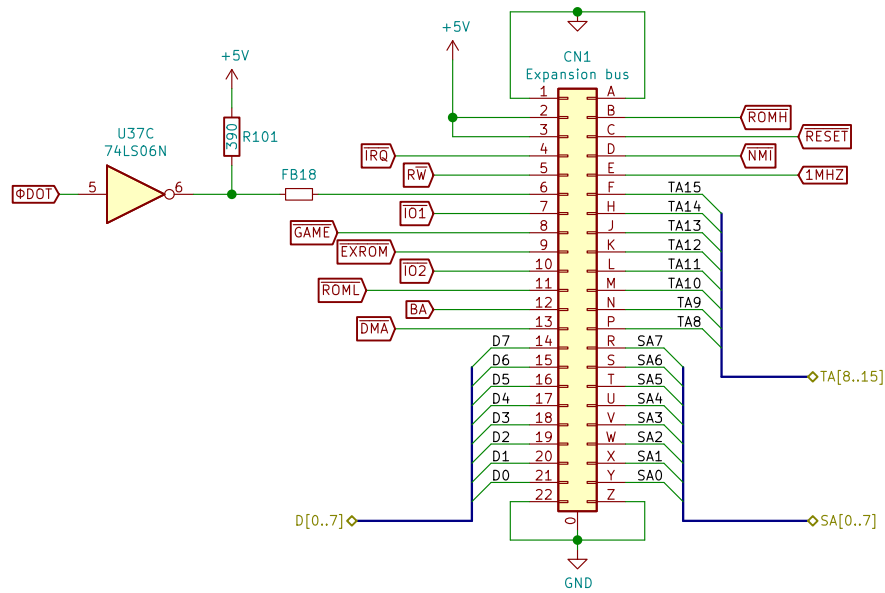 +5V
CN1
Expansion bus
+5V
U37C
74LS06N
390
R101
ΦDOT
5
6
FB18
1 A
2 B ROMH
3 C RESET
IRQ 4 D NMI
RW 5 E 1MHZ
6 F TA15
IO1 7 H TA14
GAME 8 J TA13
EXROM 9 K TA12
IO2 10 L TA11
ROML 11 M TA10
BA 12 N TA9
DMA 13 P TA8
D7 14 R SA7
D6 15 S SA6
D5 16 T SA5
D4 17 U SA4
D3 18 V SA3
D2 19 W SA2
D1 20 X SA1
D0 21 Y SA0
22 Z
0
TA[8..15]
D[0..7]
SA[0..7]
GND